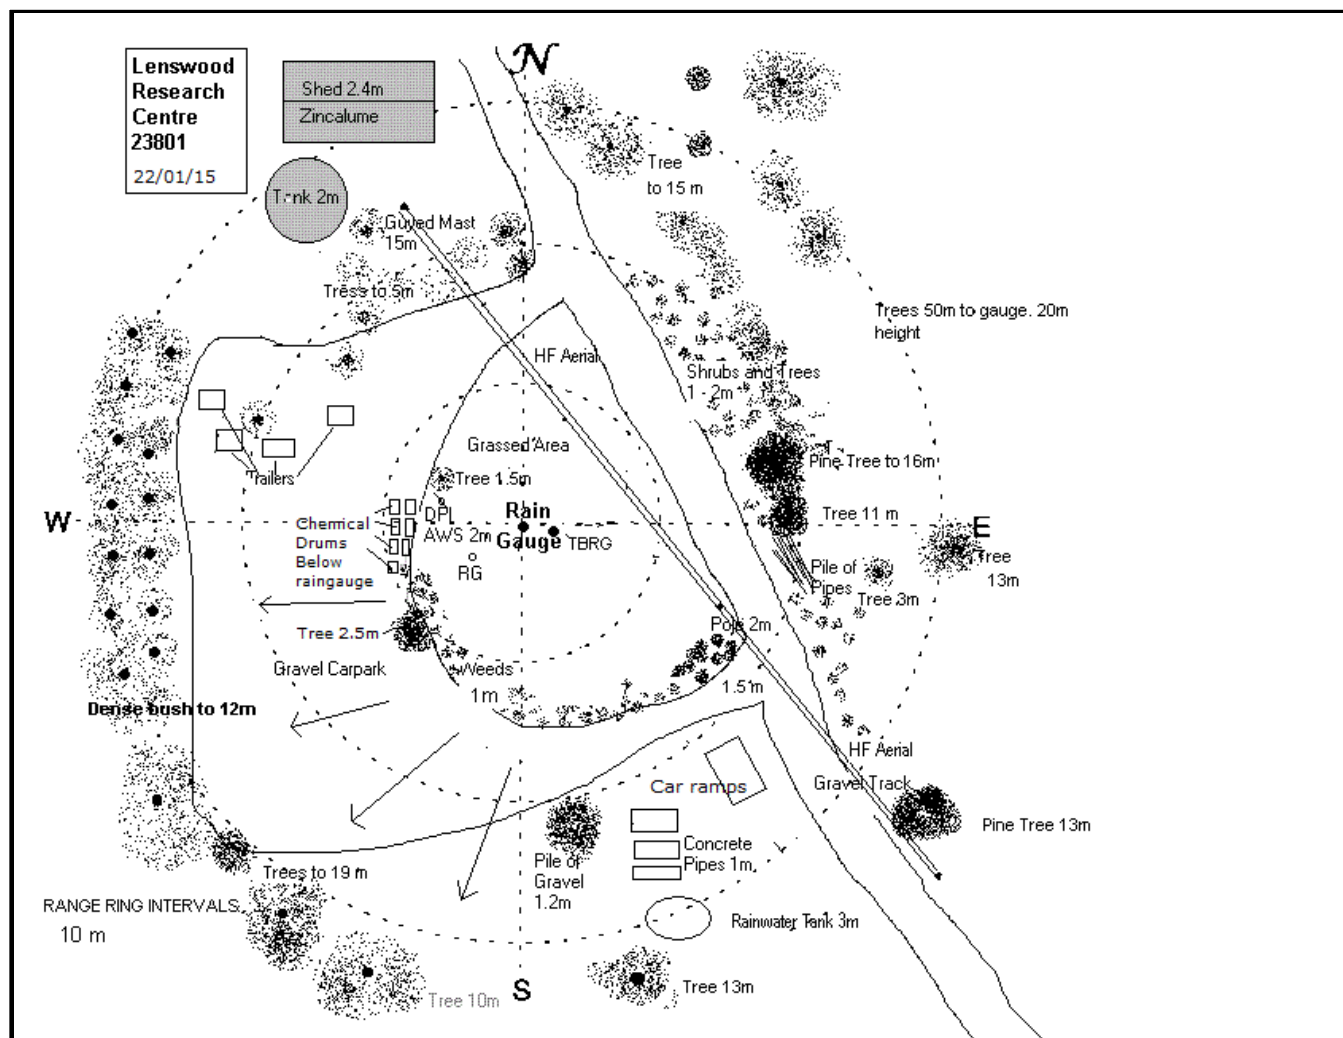 N
Lenswood
Research
Centre
23801
22/01/15
Shed 2.4m
Zincalume
Tank 2m
Tree
to 15 m
Guyed Mast
15m
Trees to 5m
Trees 50m to gauge. 20m
height
HF Aerial
Shrubs and Trees
1 - 2m
Grassed Area
Pine Tree to 16m
Trailers
Tree 1.5m
W
Chemical
Drums
Below
raingauge
DPI
AWS 2m
Rain
Gauge
TBRG
RG
Tree 11 m
E
Tree
13m
Pile of
Pipes
Tree 3m
Tree 2.5m
Pole 2m
Gravel Carpark
Weeds
1m
1.5m
Dense bush to 12m
HF Aerial
Gravel Track
Car ramps
Pine Tree 13m
Concrete
Pipes 1m
Pile of
Gravel
1.2m
Trees to 19 m
RANGE RING INTERVALS
10 m
Rainwater Tank 3m
Tree 10m
S
Tree 13m